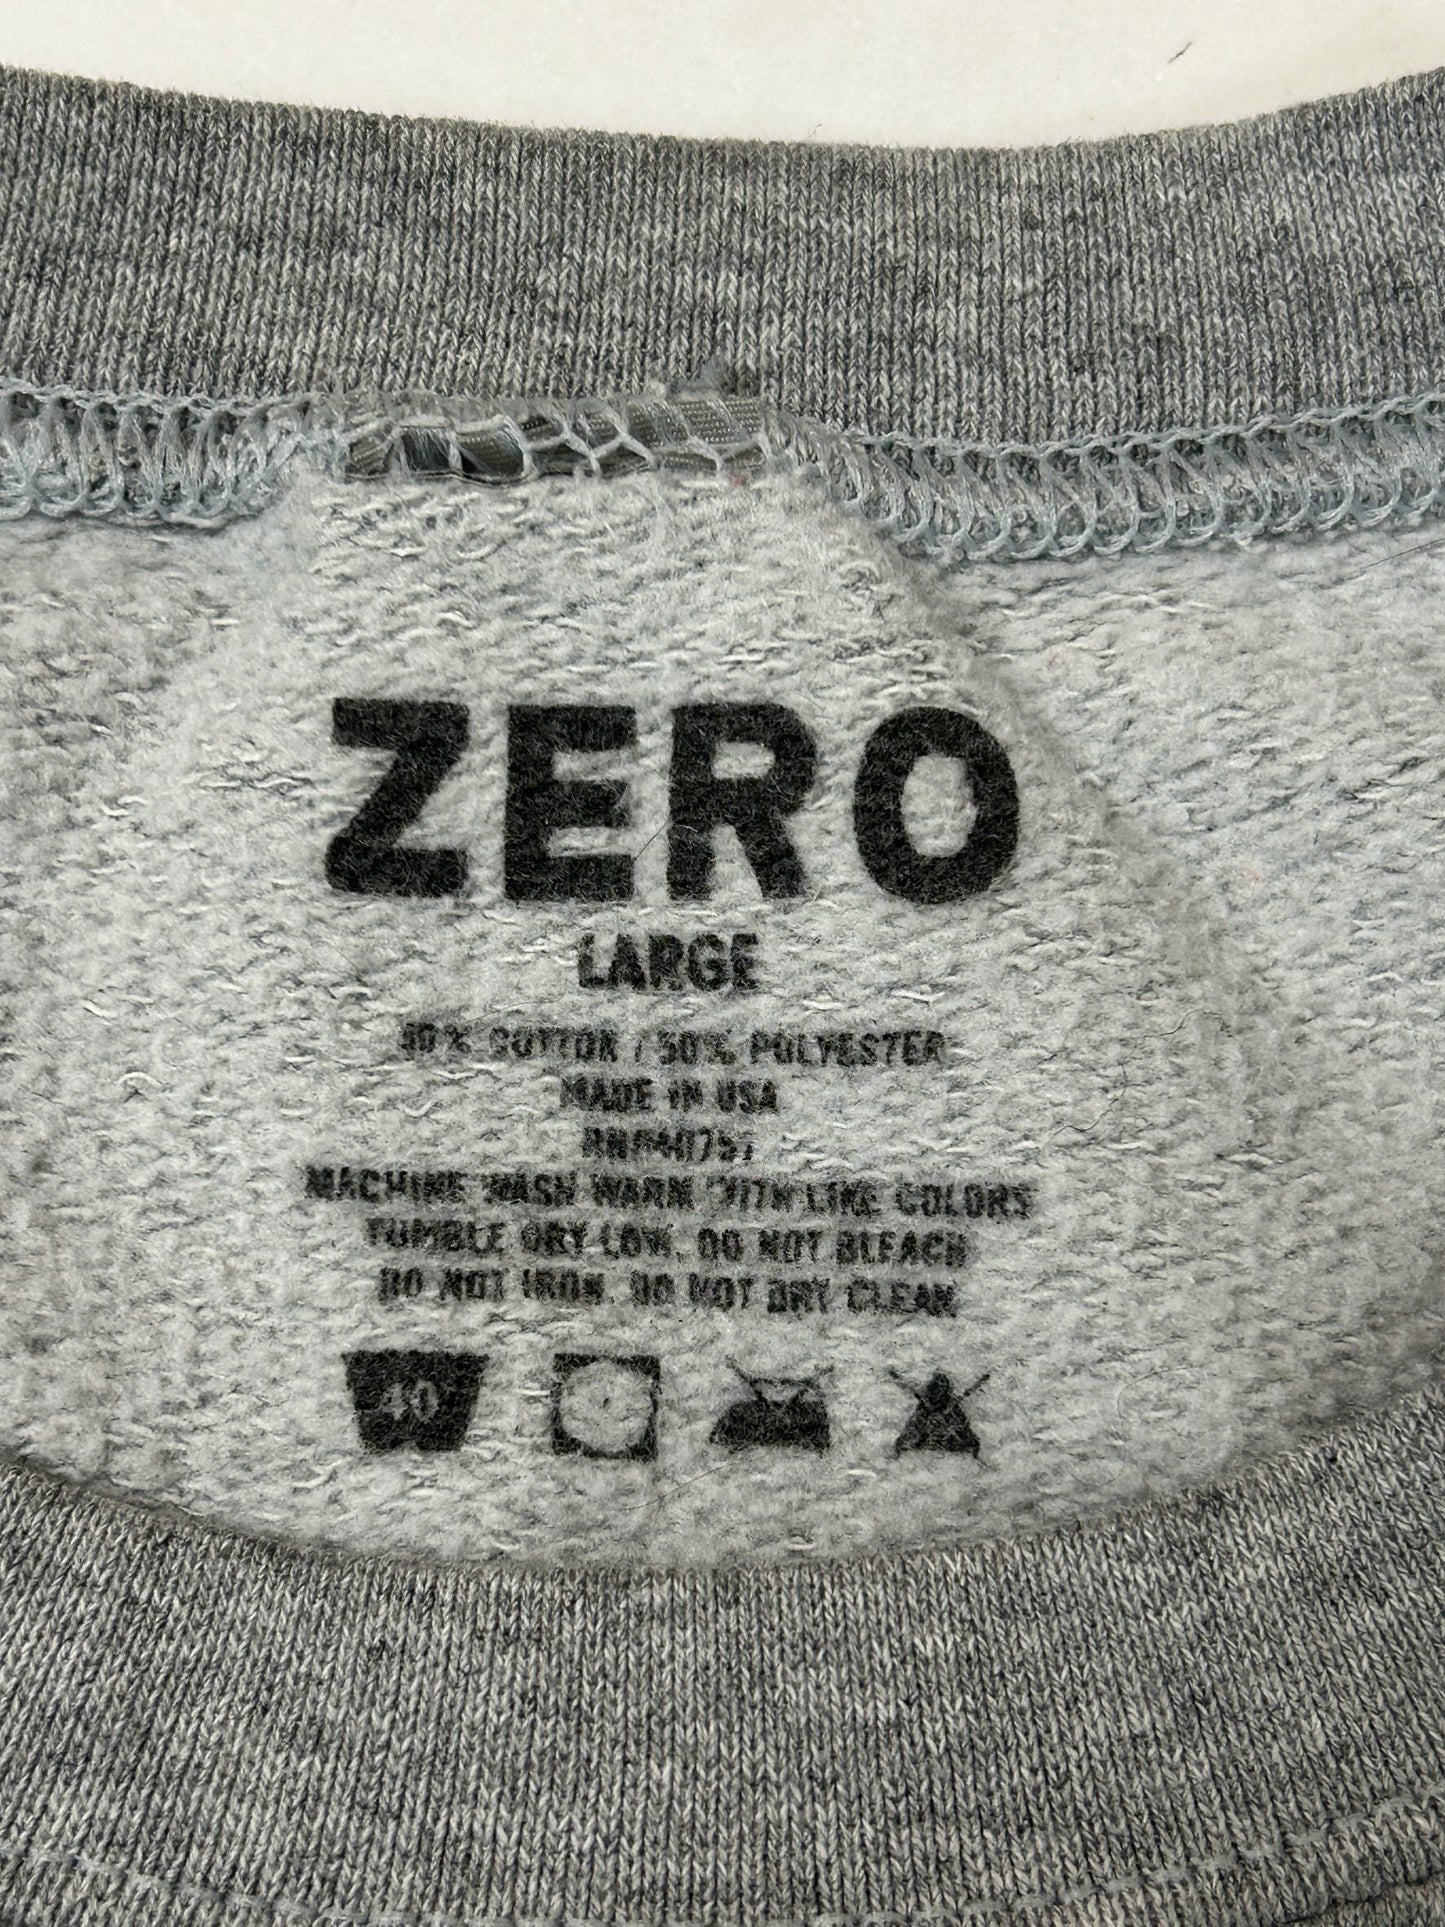 ZERO
LARGE
50% COTTON / 50% POLYESTER
MADE IN USA
MACHINE WASH WARM WITH LIKE COLORS
TUMBLE DRY LOW, DO NOT BLEACH
DO NOT IRON, DO NOT DRY CLEAN
40